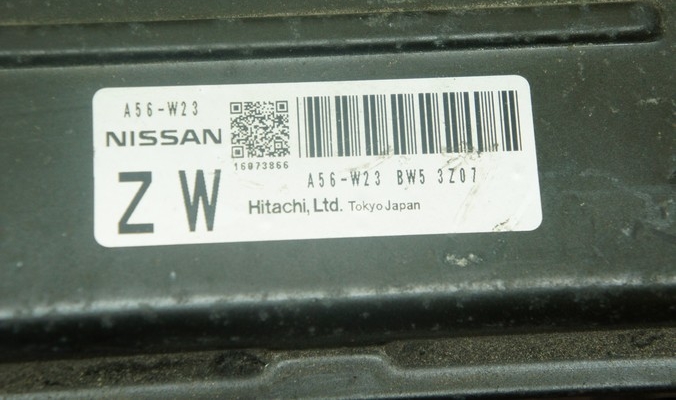 A56-W23
NISSAN
16073866
ZW
A56-W23 BW5 3Z07
Hitachi, Ltd. Tokyo Japan